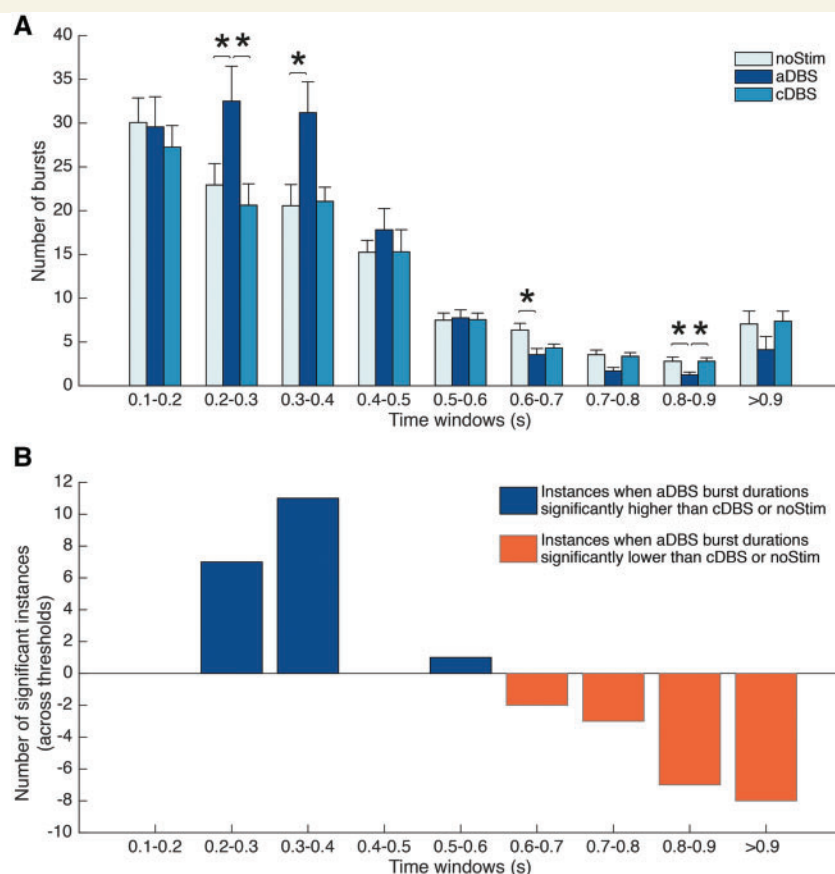 A
* * *
noStim
aDBS
cDBS
Number of bursts
40
35
30
25
20
15
10
5
0
*
* *
0.1-0.2 0.2-0.3 0.3-0.4 0.4-0.5 0.5-0.6 0.6-0.7 0.7-0.8 0.8-0.9 >0.9
Time windows (s)
B
Instances when aDBS burst durations
significantly higher than cDBS or noStim
Instances when aDBS burst durations
significantly lower than cDBS or noStim
Number of significant instances
(across thresholds)
12
10
8
6
4
2
0
-2
-4
-6
-8
-10
0.1-0.2 0.2-0.3 0.3-0.4 0.4-0.5 0.5-0.6 0.6-0.7 0.7-0.8 0.8-0.9 >0.9
Time windows (s)